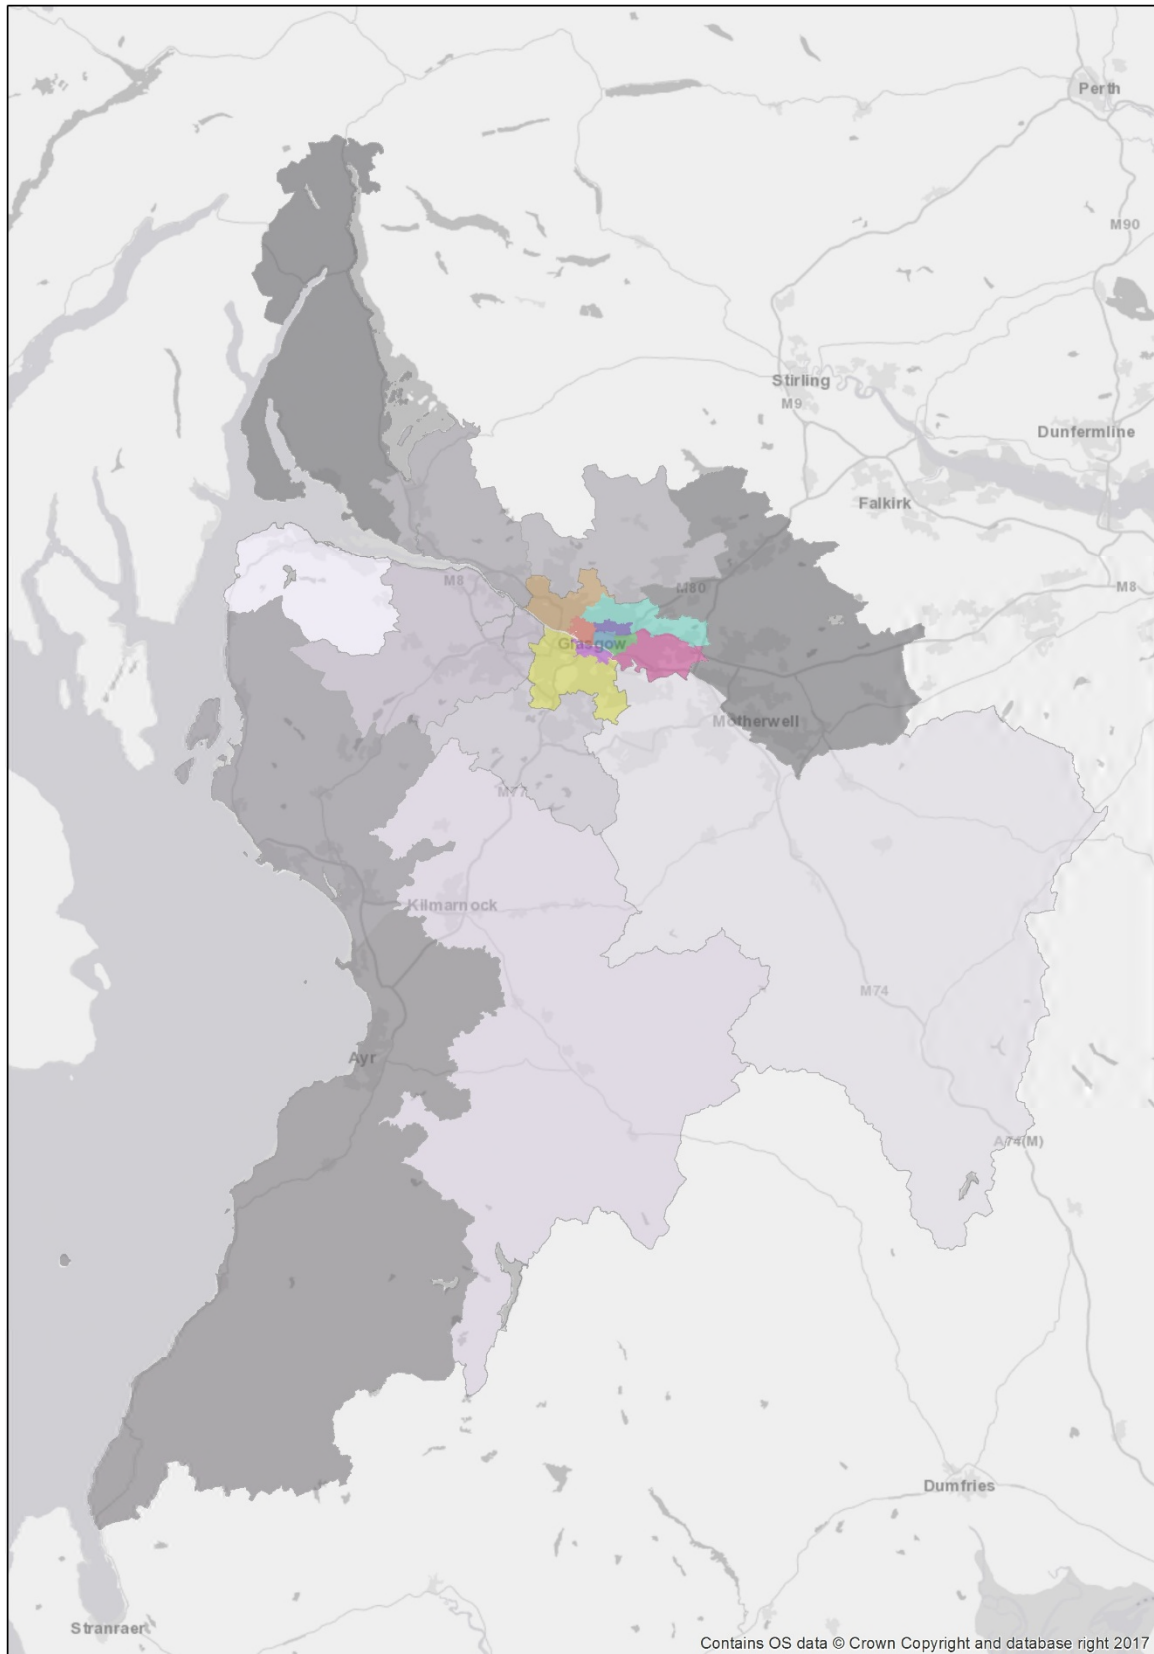 Perth
M90
Stirling
M9
Dunfermline
Falkirk
M8
M80
M8
Glasgow
Motherwell
M77
Kilmarnock
M74
Ayr
A74(M)
Dumfries
Stranraer
Contains OS data © Crown Copyright and database right 2017